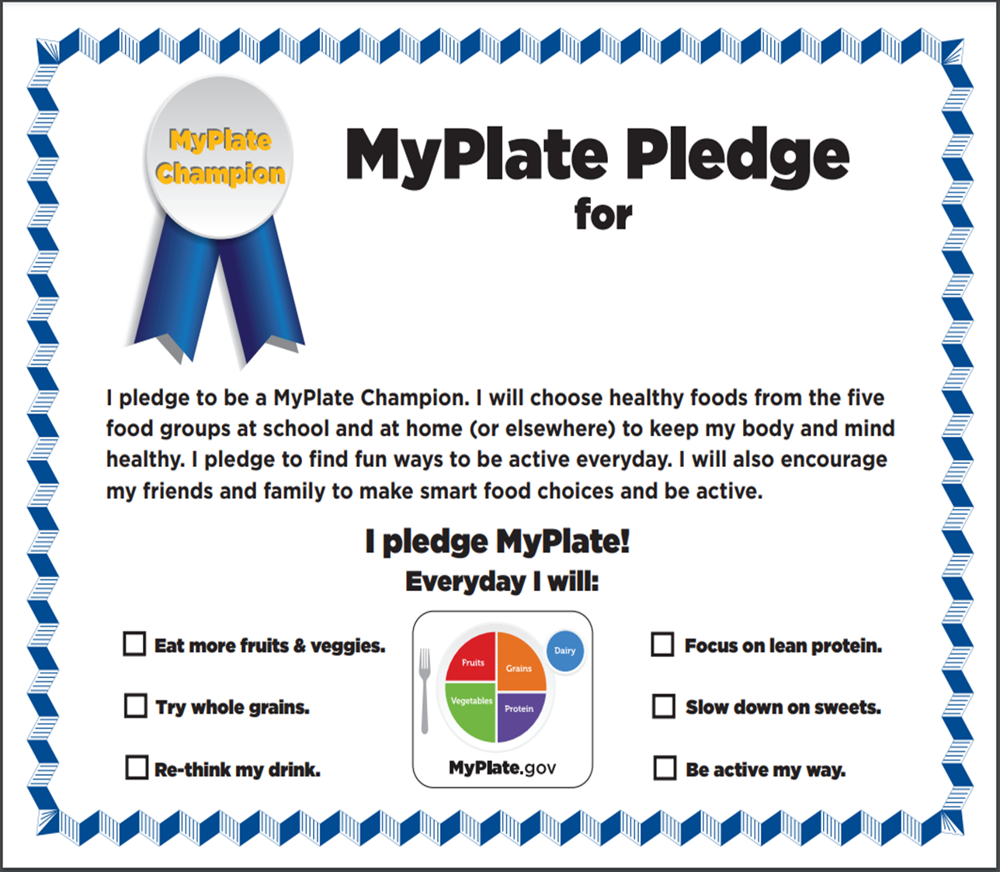 MyPlate
Champion
MyPlate Pledge
for
I pledge to be a MyPlate Champion. I will choose healthy foods from the five
food groups at school and at home (or elsewhere) to keep my body and mind
healthy. I pledge to find fun ways to be active everyday. I will also encourage
my friends and family to make smart food choices and be active.
I pledge MyPlate!
Everyday I will:
Eat more fruits & veggies.
Try whole grains.
Re-think my drink.
Fruits
Grains
Dairy
Vegetables
Protein
MyPlate.gov
Focus on lean protein.
Slow down on sweets.
Be active my way.